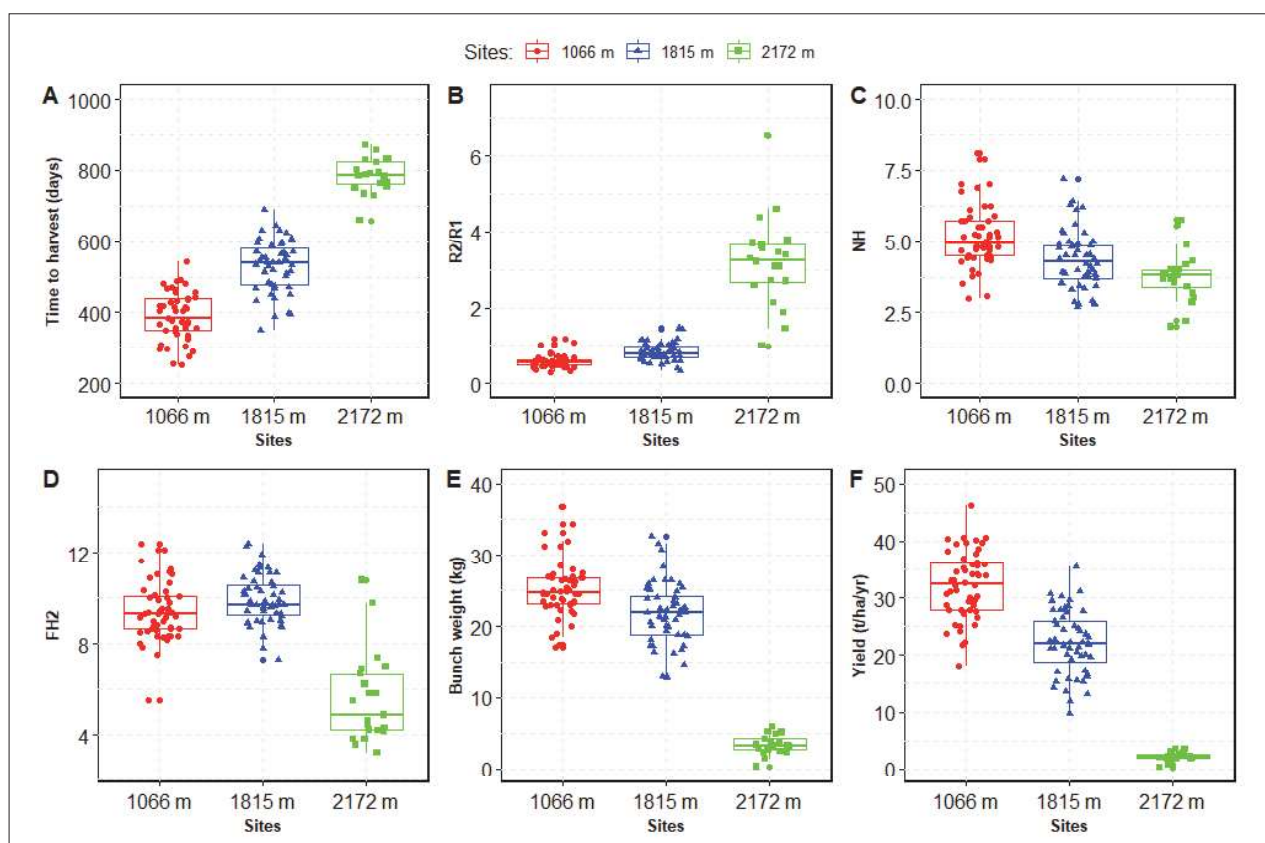 Sites: 1066 m 1815 m 2172 m
A
Time to harvest (days)
1000
800
600
400
200
1066 m 1815 m 2172 m
Sites
B
R2/R1
6
4
2
0
1066 m 1815 m 2172 m
Sites
C
NH
10.0
7.5
5.0
2.5
0.0
1066 m 1815 m 2172 m
Sites
D
FH2
12
8
4
1066 m 1815 m 2172 m
Sites
E
Bunch weight (kg)
40
30
20
10
0
1066 m 1815 m 2172 m
Sites
F
Yield (t/ha/yr)
50
40
30
20
10
0
1066 m 1815 m 2172 m
Sites